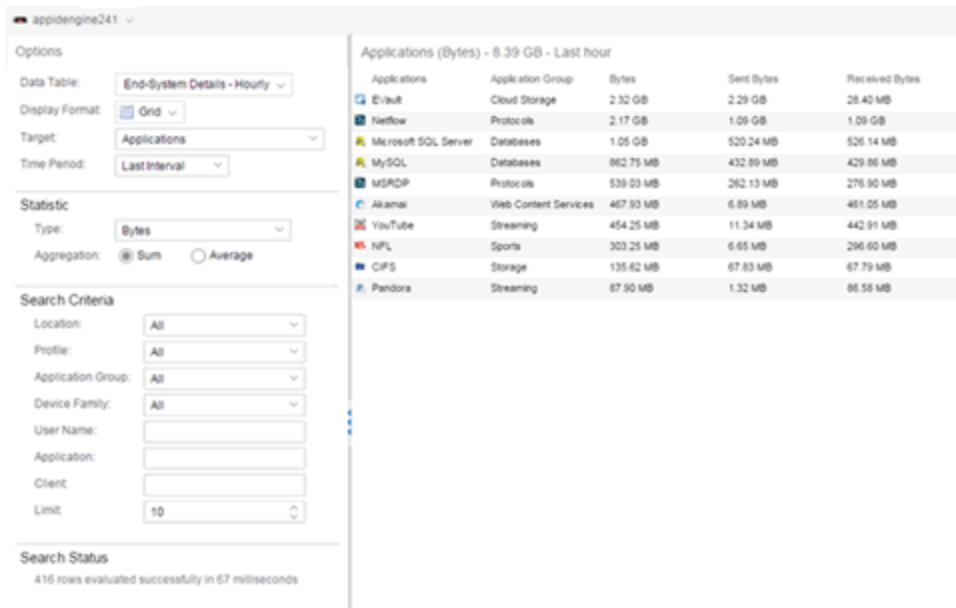 appidengine241
Options
Data Table: End-System Details - Hourly
Display Format: Grid
Target: Applications
Time Period: Last Interval
Statistic
Type: Bytes
Aggregation: Sum Average
Search Criteria
Location: All
Profile: All
Application Group: All
Device Family: All
User Name:
Application:
Client:
Limit: 10
Search Status
416 rows evaluated successfully in 67 milliseconds
Applications (Bytes) - 8.39 GB - Last hour
Applications Application Group Bytes Sent Bytes Received Bytes
EVault Cloud Storage 2.32 GB 2.29 GB 28.40 MB
Netflow Protocols 2.17 GB 1.09 GB 1.09 GB
Microsoft SQL Server Databases 1.05 GB 520.24 MB 526.14 MB
MySQL Databases 862.75 MB 432.89 MB 429.86 MB
MSRDP Protocols 539.03 MB 262.13 MB 276.90 MB
Akamai Web Content Services 467.93 MB 6.89 MB 461.05 MB
YouTube Streaming 454.25 MB 11.34 MB 442.91 MB
NFL Sports 303.25 MB 6.65 MB 296.60 MB
CIFS Storage 135.62 MB 67.83 MB 67.79 MB
Pandora Streaming 87.90 MB 1.32 MB 86.58 MB